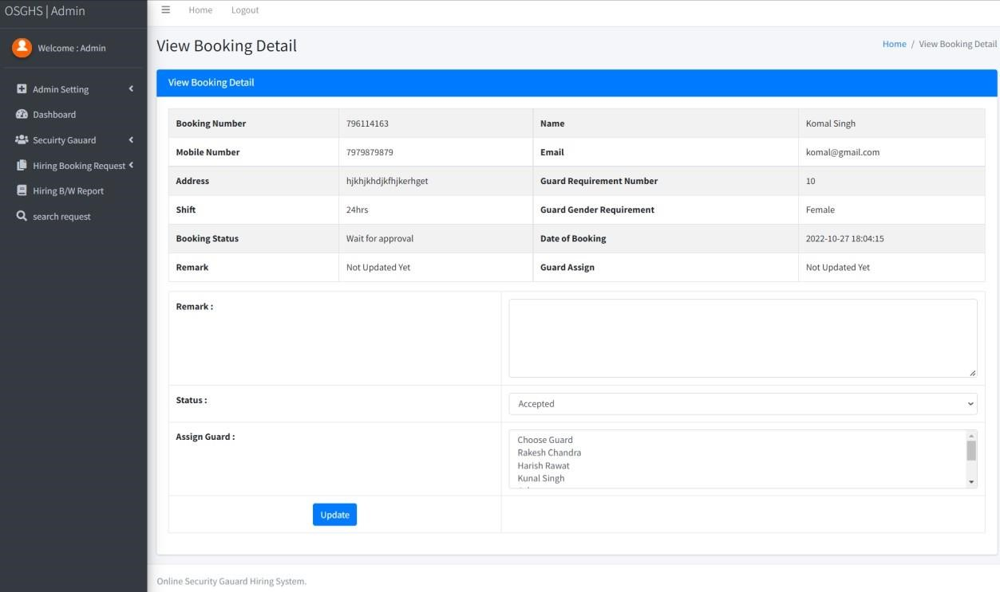 OSGHS | Admin
Home Logout
Welcome : Admin
Admin Setting
Dashboard
Secuirty Gauard
Hiring Booking Request
Hiring B/W Report
search request
View Booking Detail
Home / View Booking Detail
View Booking Detail
Booking Number 796114163 Name Komal Singh
Mobile Number 7979879879 Email komal@gmail.com
Address hjkhjkhdjkfhjkerhget Guard Requirement Number 10
Shift 24hrs Guard Gender Requirement Female
Booking Status Wait for approval Date of Booking 2022-10-27 18:04:15
Remark Not Updated Yet Guard Assign Not Updated Yet
Remark :
Status : Accepted
Assign Guard : Choose Guard
Rakesh Chandra
Harish Rawat
Kunal Singh
Update
Online Security Gauard Hiring System.